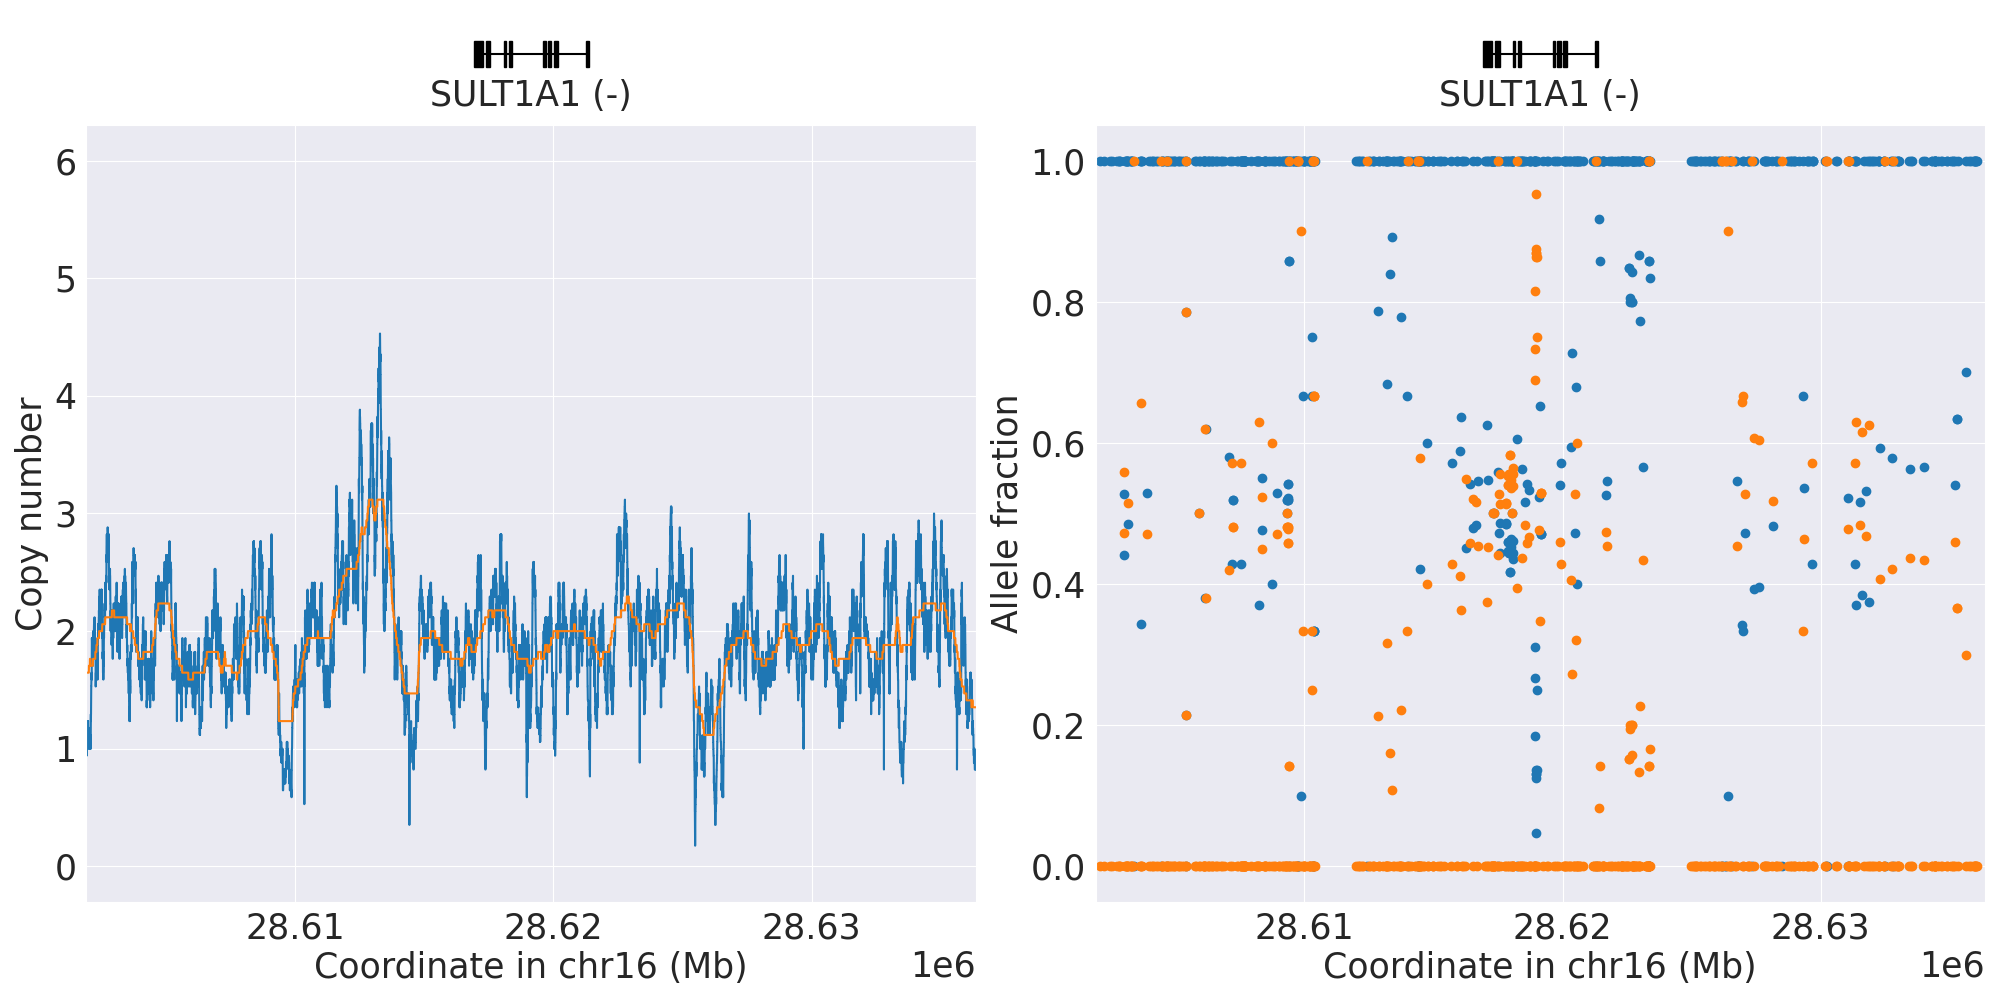 SULT1A1 (-)
Copy number
6
5
4
3
2
1
0
28.61
28.62
28.63
Coordinate in chr16 (Mb)
1e6
SULT1A1 (-)
Allele fraction
1.0
0.8
0.6
0.4
0.2
0.0
28.61
28.62
28.63
Coordinate in chr16 (Mb)
1e6